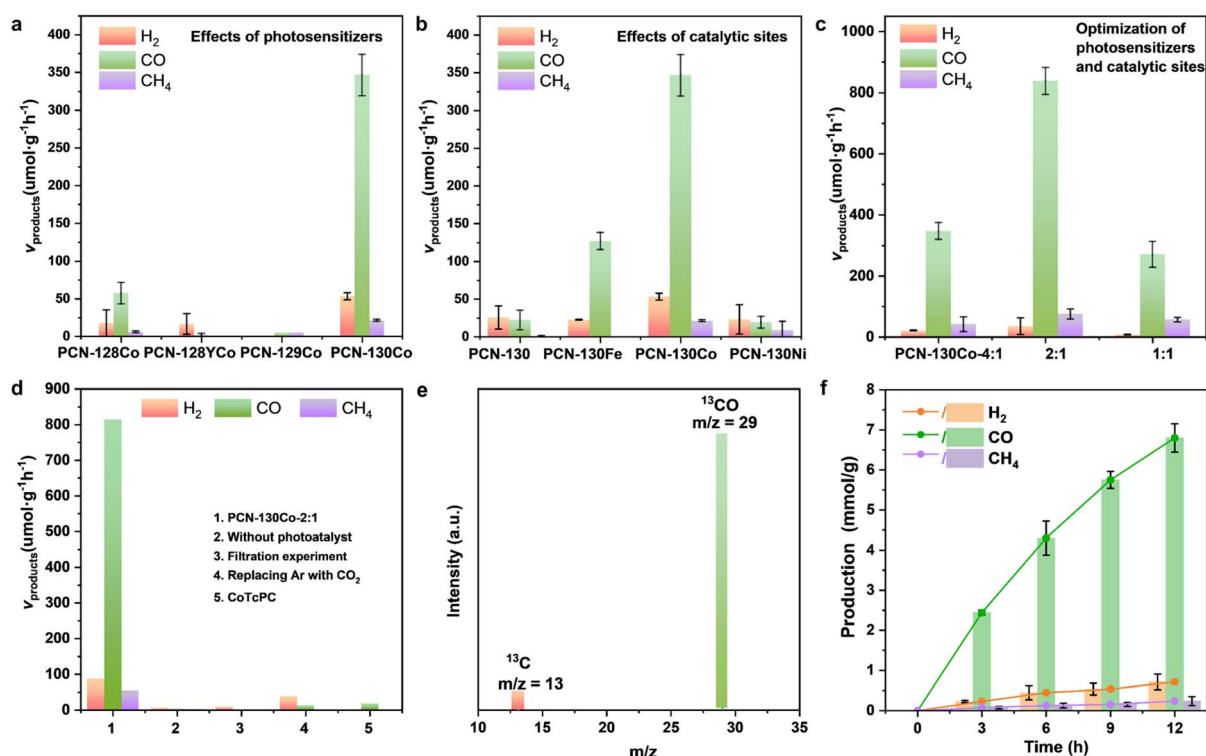 a
Effects of photosensitizers
H₂
CO
CH₄
v_products(umol·g⁻¹h⁻¹)
400
350
300
250
200
150
100
50
0
PCN-128Co PCN-128YCo PCN-129Co PCN-130Co
b
Effects of catalytic sites
H₂
CO
CH₄
v_products(umol·g⁻¹h⁻¹)
400
350
300
250
200
150
100
50
0
PCN-130 PCN-130Fe PCN-130Co PCN-130Ni
c
Optimization of
photosensitizers
and catalytic sites
H₂
CO
CH₄
v_products(umol·g⁻¹h⁻¹)
1000
800
600
400
200
0
PCN-130Co-4:1 2:1 1:1
d
H₂ CO CH₄
v_products(umol·g⁻¹h⁻¹)
900
800
700
600
500
400
300
200
100
0
1. PCN-130Co-2:1
2. Without photoatalyst
3. Filtration experiment
4. Replacing Ar with CO₂
5. CoTcPC
1 2 3 4 5
e
¹³CO
m/z = 29
Intensity (a.u.)
¹³C
m/z = 13
10 15 20 25 30 35
m/z
f
/ H₂
/ CO
/ CH₄
Production (mmol/g)
8
7
6
5
4
3
2
1
0
0 3 6 9 12
Time (h)